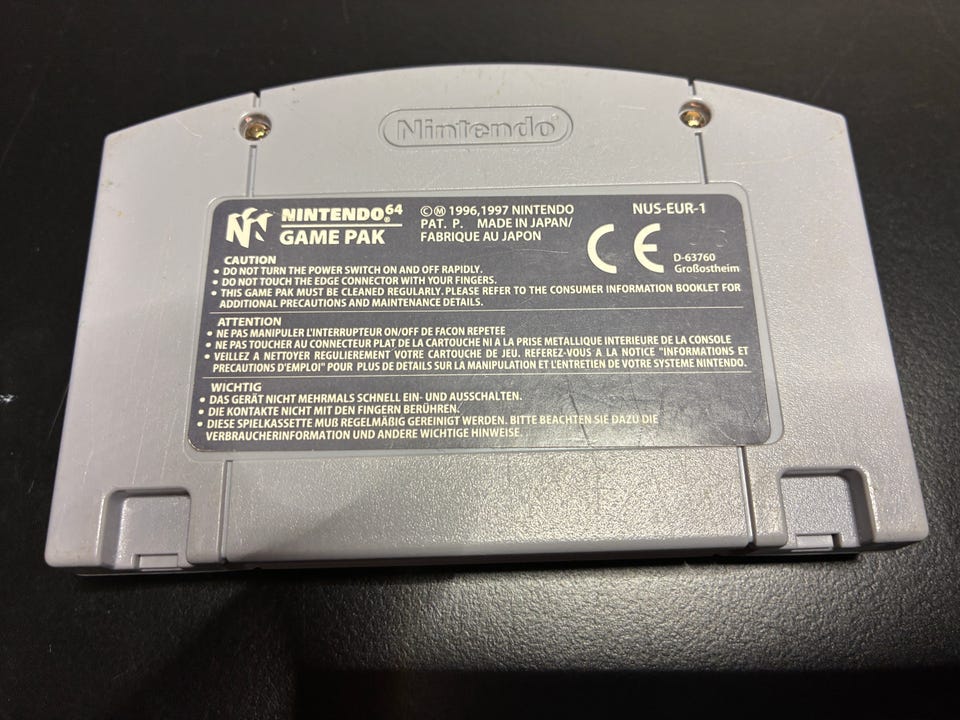 Nintendo
NINTENDO64
GAME PAK
©Ⓜ 1996,1997 NINTENDO
PAT. P. MADE IN JAPAN/
FABRIQUE AU JAPON
NUS-EUR-1
CE
D-63760
Großostheim
CAUTION
• DO NOT TURN THE POWER SWITCH ON AND OFF RAPIDLY.
• DO NOT TOUCH THE EDGE CONNECTOR WITH YOUR FINGERS.
• THIS GAME PAK MUST BE CLEANED REGULARLY. PLEASE REFER TO THE CONSUMER INFORMATION BOOKLET FOR
ADDITIONAL PRECAUTIONS AND MAINTENANCE DETAILS.
ATTENTION
• NE PAS MANIPULER L'INTERRUPTEUR ON/OFF DE FACON REPETEE
• NE PAS TOUCHER AU CONNECTEUR PLAT DE LA CARTOUCHE NI A LA PRISE METALLIQUE INTERIEURE DE LA CONSOLE
• VEILLEZ A NETTOYER REGULIEREMENT VOTRE CARTOUCHE DE JEU. REFEREZ-VOUS A LA NOTICE "INFORMATIONS ET
PRECAUTIONS D'EMPLOI" POUR PLUS DE DETAILS SUR LA MANIPULATION ET L'ENTRETIEN DE VOTRE SYSTEME NINTENDO.
WICHTIG
• DAS GERÄT NICHT MEHRMALS SCHNELL EIN- UND AUSSCHALTEN.
• DIE KONTAKTE NICHT MIT DEN FINGERN BERÜHREN.
• DIESE SPIELKASSETTE MUß REGELMÄßIG GEREINIGT WERDEN. BITTE BEACHTEN SIE DAZU DIE
VERBRAUCHERINFORMATION UND ANDERE WICHTIGE HINWEISE.